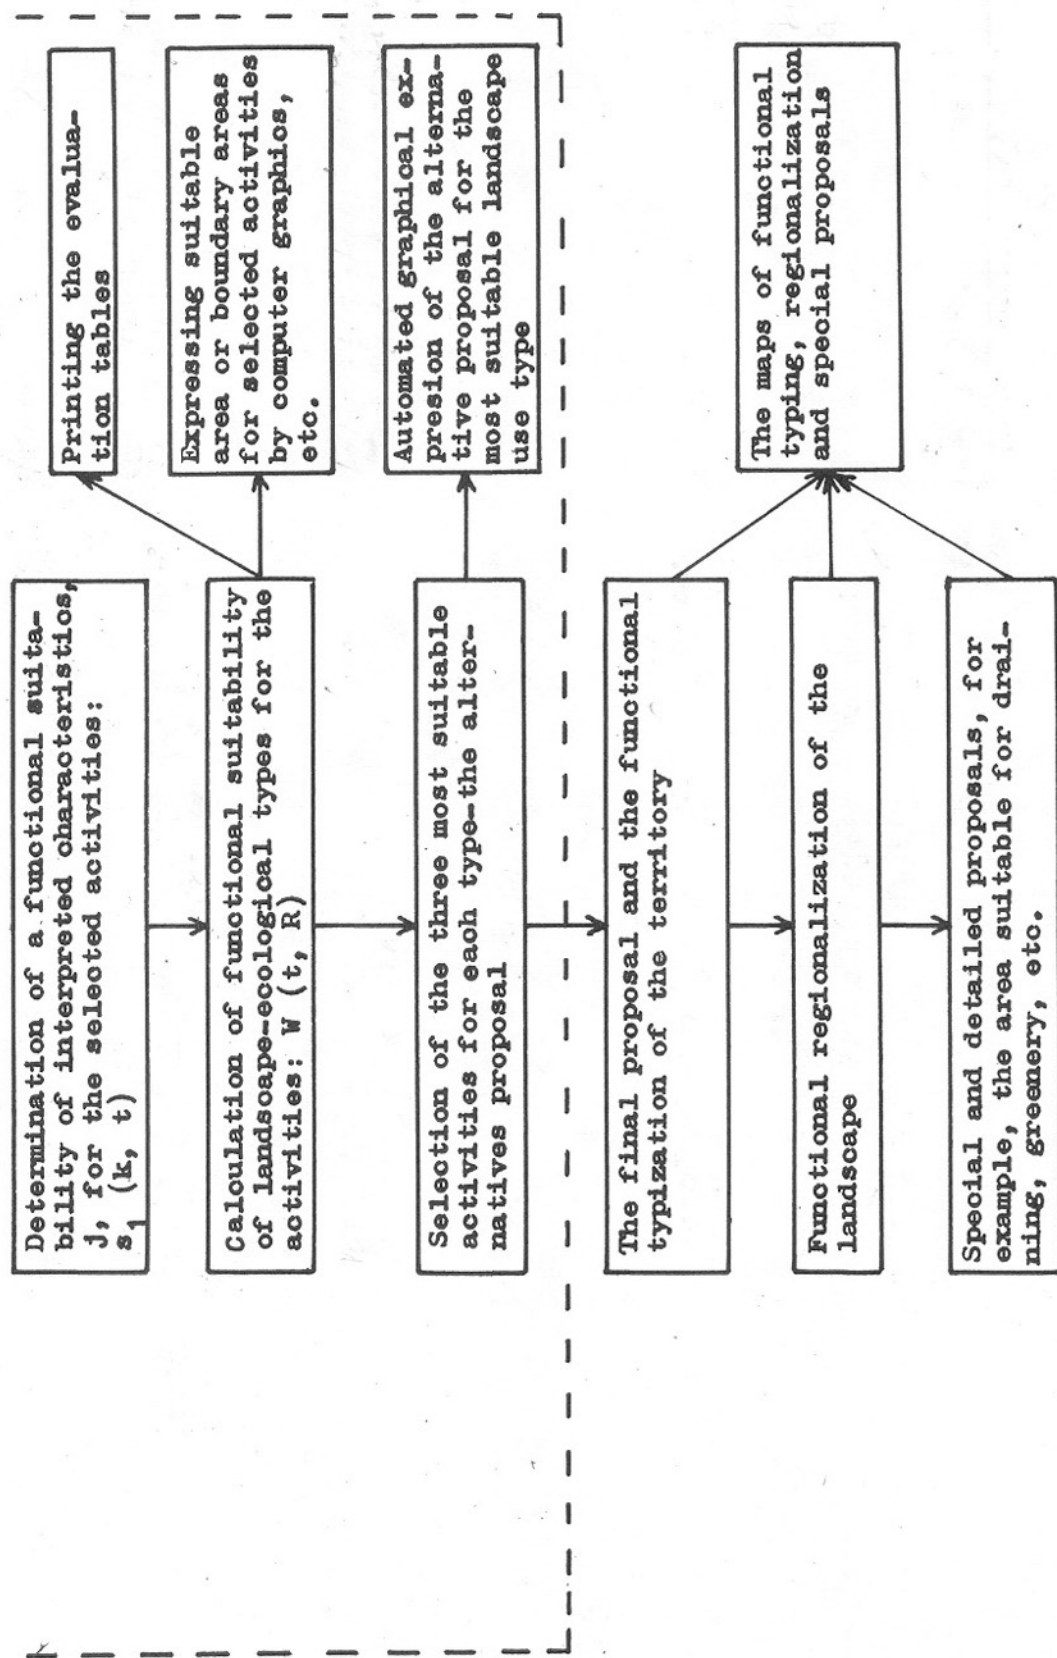 Determination of a functional suita-
bility of interpreted characteristics,
j, for the selected activities:
s₁ (k, t)
Calculation of functional suitability
of landscape-ecological types for the
activities: W (t, R)
Printing the evalua-
tion tables
Expressing suitable
area or boundary areas
for selected activities
by computer graphics,
etc.
Selection of the three most suitable
activities for each type-the alter-
natives proposal
Automated graphical ex-
presion of the alterna-
tive proposal for the
most suitable landscape
use type
The final proposal and the functional
typization of the territory
Functional regionalization of the
landscape
Special and detailed proposals, for
example, the area suitable for drai-
ning, greenery, etc.
The maps of functional
typing, regionalization
and special proposals